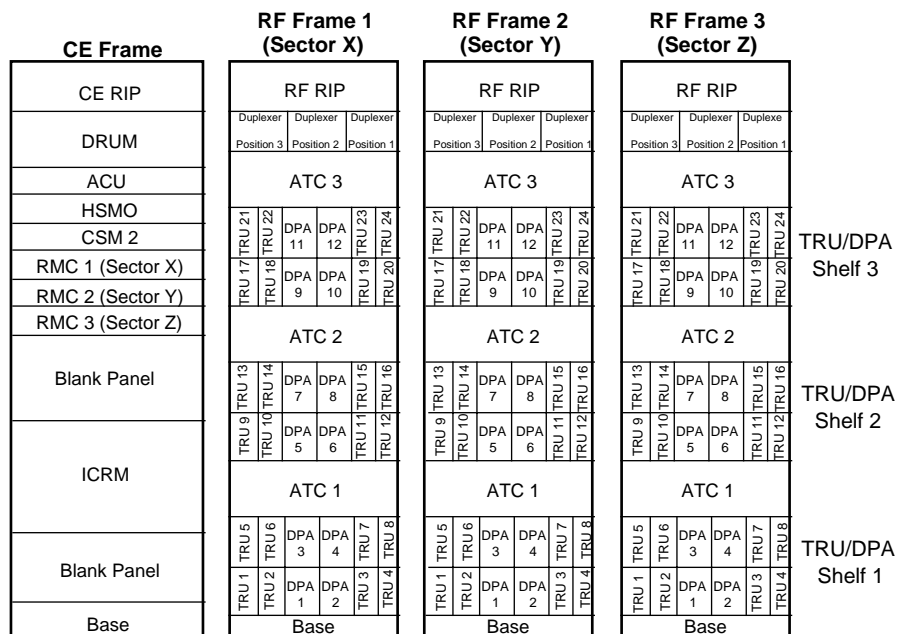 CE Frame
CE RIP
DRUM
ACU
HSMO
CSM 2
RMC 1 (Sector X)
RMC 2 (Sector Y)
RMC 3 (Sector Z)
Blank Panel
ICRM
Blank Panel
Base
RF Frame 1
(Sector X)
RF RIP
Duplexer Duplexer Duplexer
Position 3 Position 2 Position 1
ATC 3
TRU 21 TRU 22 DPA 11 DPA 12 TRU 23 TRU 24
TRU 17 TRU 18 DPA 9 DPA 10 TRU 19 TRU 20
ATC 2
TRU 13 TRU 14 DPA 7 DPA 8 TRU 15 TRU 16
TRU 9 TRU 10 DPA 5 DPA 6 TRU 11 TRU 12
ATC 1
TRU 5 TRU 6 DPA 3 DPA 4 TRU 7 TRU 8
TRU 1 TRU 2 DPA 1 DPA 2 TRU 3 TRU 4
Base
RF Frame 2
(Sector Y)
RF RIP
Duplexer Duplexer Duplexer
Position 3 Position 2 Position 1
ATC 3
TRU 21 TRU 22 DPA 11 DPA 12 TRU 23 TRU 24
TRU 17 TRU 18 DPA 9 DPA 10 TRU 19 TRU 20
ATC 2
TRU 13 TRU 14 DPA 7 DPA 8 TRU 15 TRU 16
TRU 9 TRU 10 DPA 5 DPA 6 TRU 11 TRU 12
ATC 1
TRU 5 TRU 6 DPA 3 DPA 4 TRU 7 TRU 8
TRU 1 TRU 2 DPA 1 DPA 2 TRU 3 TRU 4
Base
RF Frame 3
(Sector Z)
RF RIP
Duplexer Duplexer Duplexe
Position 3 Position 2 Position 1
ATC 3
TRU 21 TRU 22 DPA 11 DPA 12 TRU 23 TRU 24
TRU 17 TRU 18 DPA 9 DPA 10 TRU 19 TRU 20
ATC 2
TRU 13 TRU 14 DPA 7 DPA 8 TRU 15 TRU 16
TRU 9 TRU 10 DPA 5 DPA 6 TRU 11 TRU 12
ATC 1
TRU 5 TRU 6 DPA 3 DPA 4 TRU 7 TRU 8
TRU 1 TRU 2 DPA 1 DPA 2 TRU 3 TRU 4
Base
TRU/DPA
Shelf 3
TRU/DPA
Shelf 2
TRU/DPA
Shelf 1